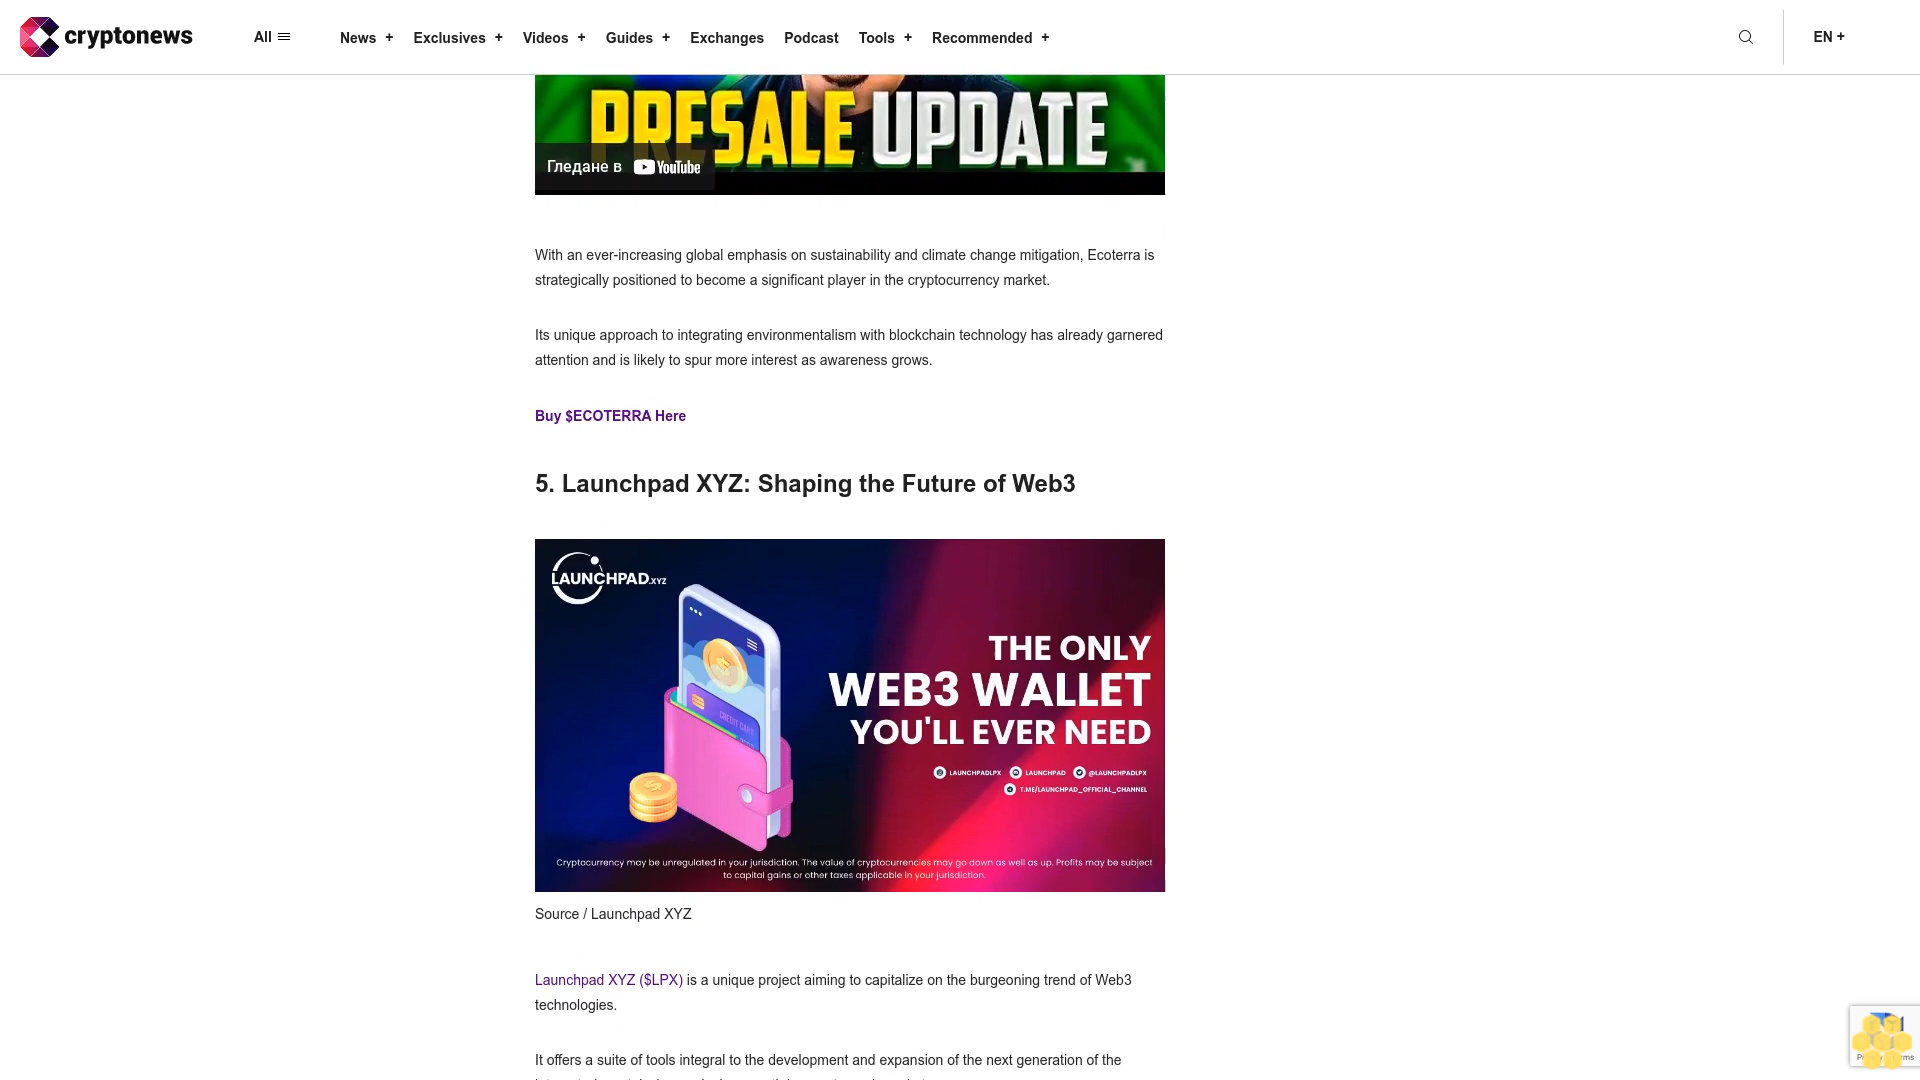 cryptonews
All
News +
Exclusives +
Videos +
Guides +
Exchanges
Podcast
Tools +
Recommended +
EN +
PRESALE UPDATE
Гледане в YouTube
With an ever-increasing global emphasis on sustainability and climate change mitigation, Ecoterra is
strategically positioned to become a significant player in the cryptocurrency market.
Its unique approach to integrating environmentalism with blockchain technology has already garnered
attention and is likely to spur more interest as awareness grows.
Buy $ECOTERRA Here
5. Launchpad XYZ: Shaping the Future of Web3
LAUNCHPAD.XYZ
THE ONLY
WEB3 WALLET
YOU'LL EVER NEED
CREDIT CARD
LAUNCHPADLPX LAUNCHPAD @LAUNCHPADLPX
T.ME/LAUNCHPAD_OFFICIAL_CHANNEL
Cryptocurrency may be unregulated in your jurisdiction. The value of cryptocurrencies may go down as well as up. Profits may be subject
to capital gains or other taxes applicable in your jurisdiction.
Source / Launchpad XYZ
Launchpad XYZ ($LPX) is a unique project aiming to capitalize on the burgeoning trend of Web3
technologies.
It offers a suite of tools integral to the development and expansion of the next generation of the